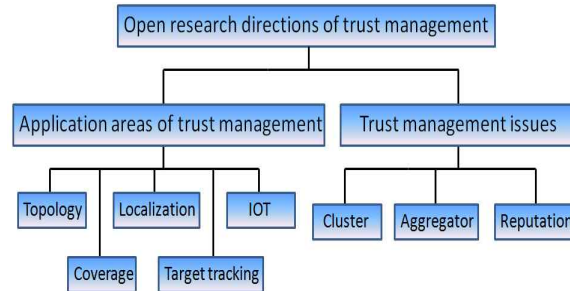 Open research directions of trust management
Application areas of trust management
Trust management issues
Topology
Localization
IOT
Cluster
Aggregator
Reputation
Coverage
Target tracking